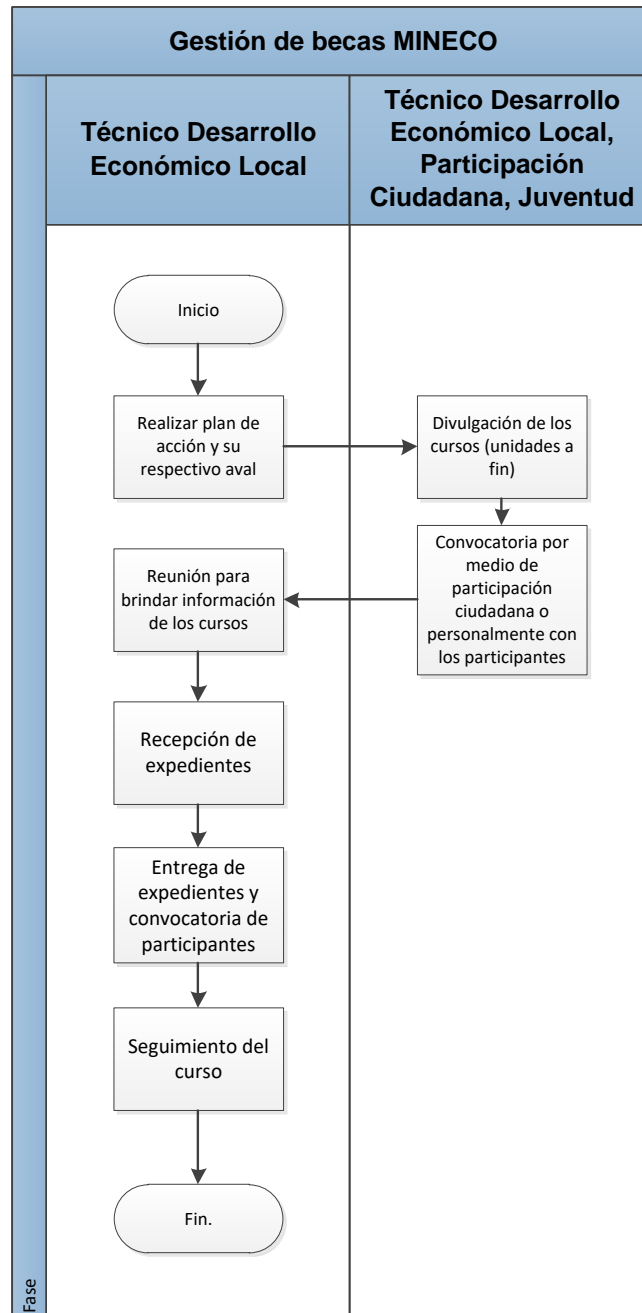 Gestión de becas MINECO
Técnico Desarrollo
Económico Local
Técnico Desarrollo
Económico Local,
Participación
Ciudadana, Juventud
Inicio
Realizar plan de
acción y su
respectivo aval
Divulgación de los
cursos (unidades a
fin)
Convocatoria por
medio de
participación
ciudadana o
personalmente con
los participantes
Reunión para
brindar información
de los cursos
Recepción de
expedientes
Entrega de
expedientes y
convocatoria de
participantes
Seguimiento del
curso
Fin.
Fase